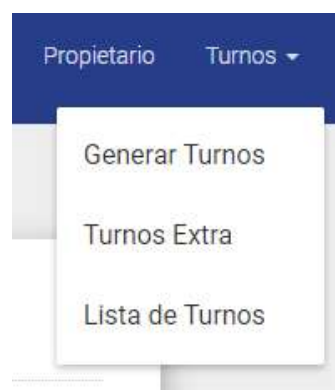 Propietario Turnos
Generar Turnos
Turnos Extra
Lista de Turnos